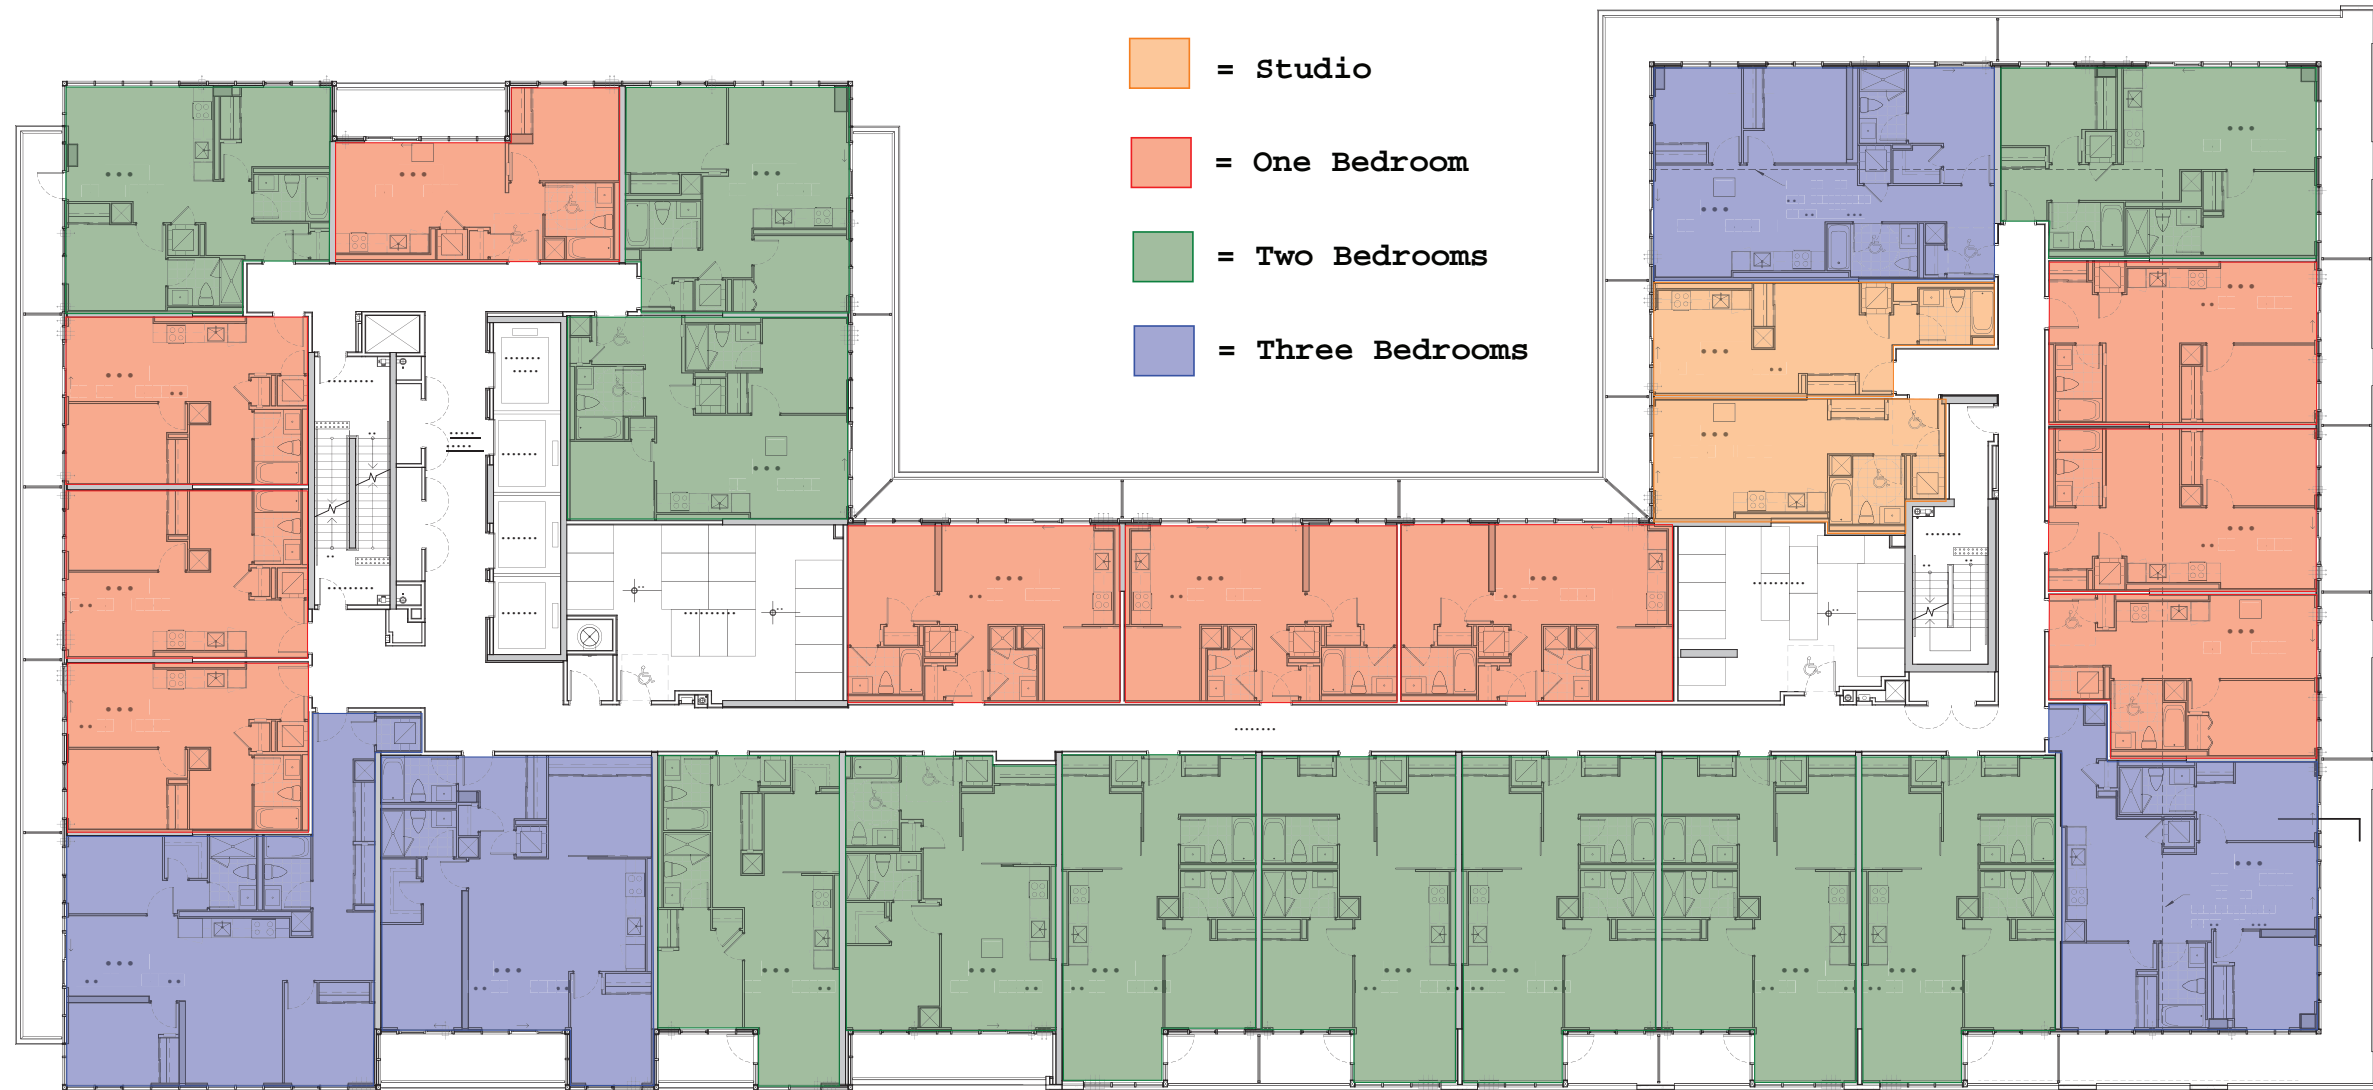 = Studio
= One Bedroom
= Two Bedrooms
= Three Bedrooms